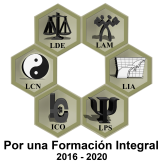 LDE LAM
LCN LIA
ICO LPS
Por una Formación Integral
2016 - 2020